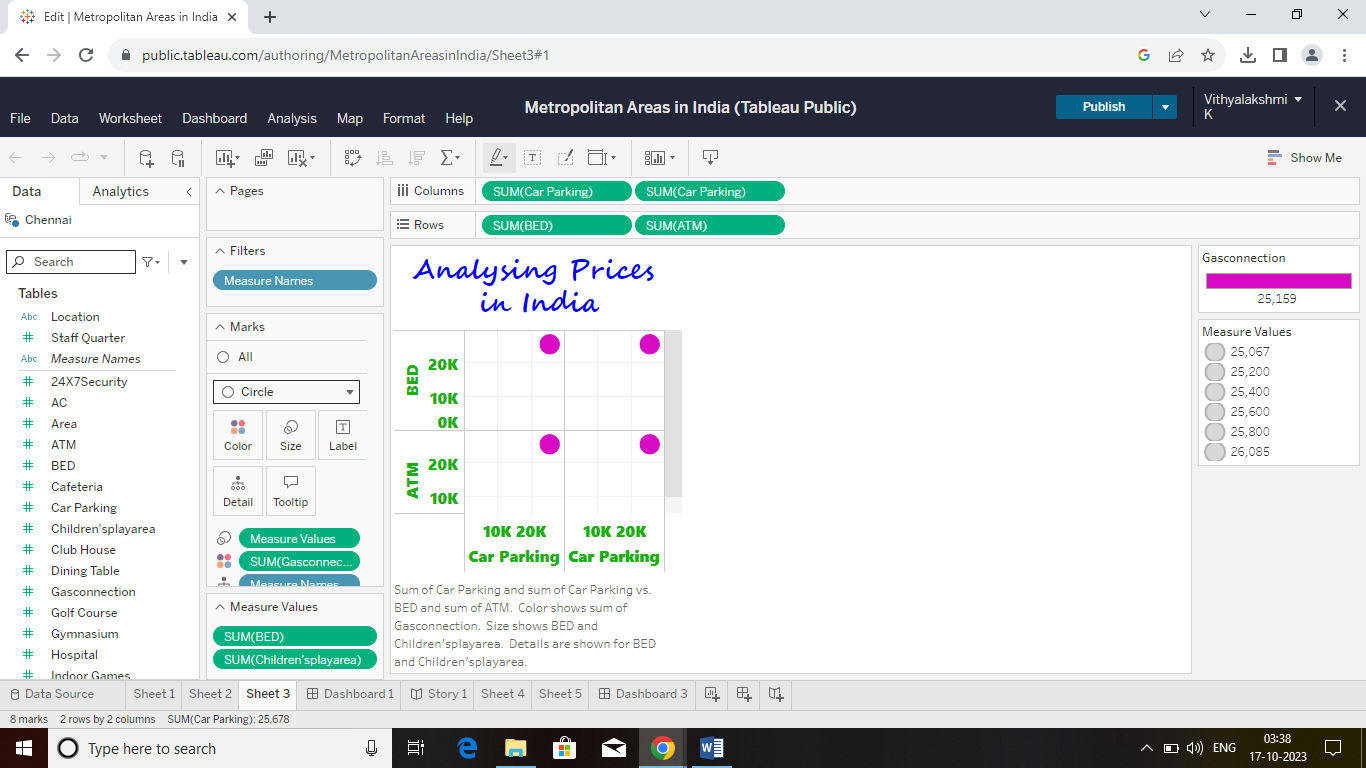 Edit | Metropolitan Areas in India
public.tableau.com/authoring/MetropolitanAreasinIndia/Sheet3#1
Metropolitan Areas in India (Tableau Public)
Publish
Vithyalakshmi K
File Data Worksheet Dashboard Analysis Map Format Help
Show Me
Data Analytics
Chennai
Search
Tables
Abc Location
Staff Quarter
Abc Measure Names
24X7Security
AC
Area
ATM
BED
Cafeteria
Car Parking
Children'splayarea
Club House
Dining Table
Gasconnection
Golf Course
Gymnasium
Hospital
Indoor Games
Pages
Filters
Measure Names
Marks
All
Circle
Color Size Label
Detail Tooltip
Measure Values
SUM(Gasconnec...
Measure Names
Measure Values
SUM(BED)
SUM(Children'splayarea)
Columns SUM(Car Parking) SUM(Car Parking)
Rows SUM(BED) SUM(ATM)
Analysing Prices
in India
BED
20K
10K
0K
ATM
20K
10K
10K 20K 10K 20K
Car Parking Car Parking
Sum of Car Parking and sum of Car Parking vs.
BED and sum of ATM. Color shows sum of
Gasconnection. Size shows BED and
Children'splayarea. Details are shown for BED
and Children'splayarea.
Gasconnection
25,159
Measure Values
25,067
25,200
25,400
25,600
25,800
26,085
Data Source Sheet 1 Sheet 2 Sheet 3 Dashboard 1 Story 1 Sheet 4 Sheet 5 Dashboard 3
8 marks 2 rows by 2 columns SUM(Car Parking): 25,678
Type here to search
ENG
03:38
17-10-2023